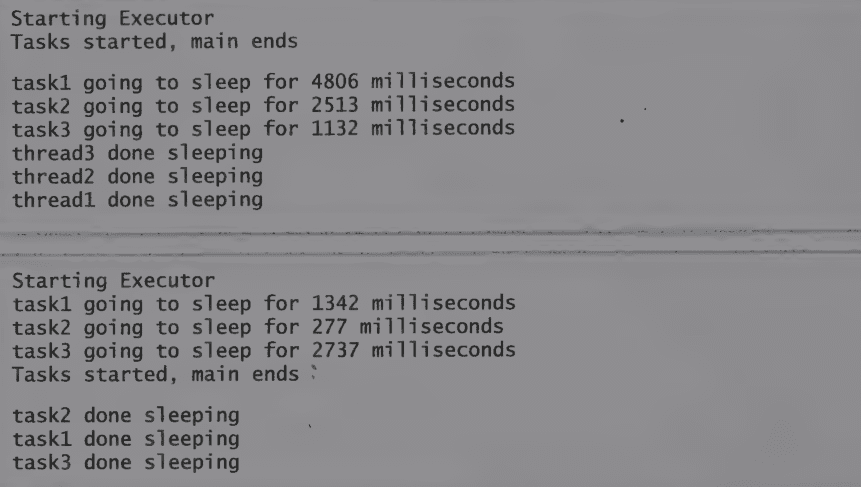 Starting Executor
Tasks started, main ends
task1 going to sleep for 4806 milliseconds
task2 going to sleep for 2513 milliseconds
task3 going to sleep for 1132 milliseconds
thread3 done sleeping
thread2 done sleeping
thread1 done sleeping
Starting Executor
task1 going to sleep for 1342 milliseconds
task2 going to sleep for 277 milliseconds
task3 going to sleep for 2737 milliseconds
Tasks started, main ends
task2 done sleeping
task1 done sleeping
task3 done sleeping